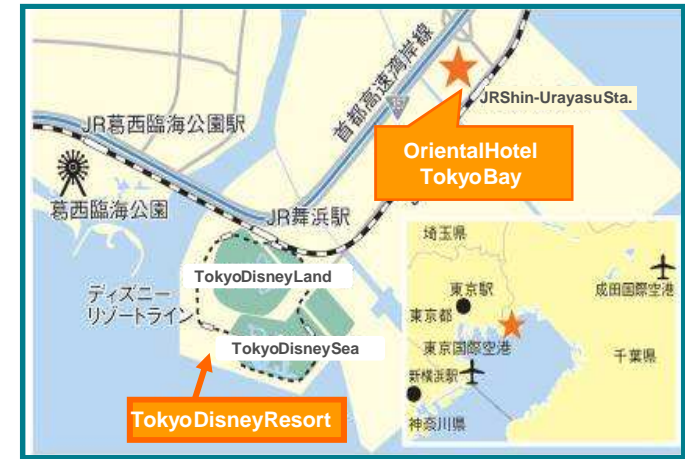 首都高速湾岸線
JRShin-UrayasuSta.
JR葛西臨海公園駅
OrientalHotel
TokyoBay
葛西臨海公園
JR舞浜駅
TokyoDisneyLand
ディズニー
リゾートライン
TokyoDisneySea
TokyoDisneyResort
埼玉県
東京駅
成田国際空港
東京都
東京国際空港
千葉県
新横浜駅
神奈川県